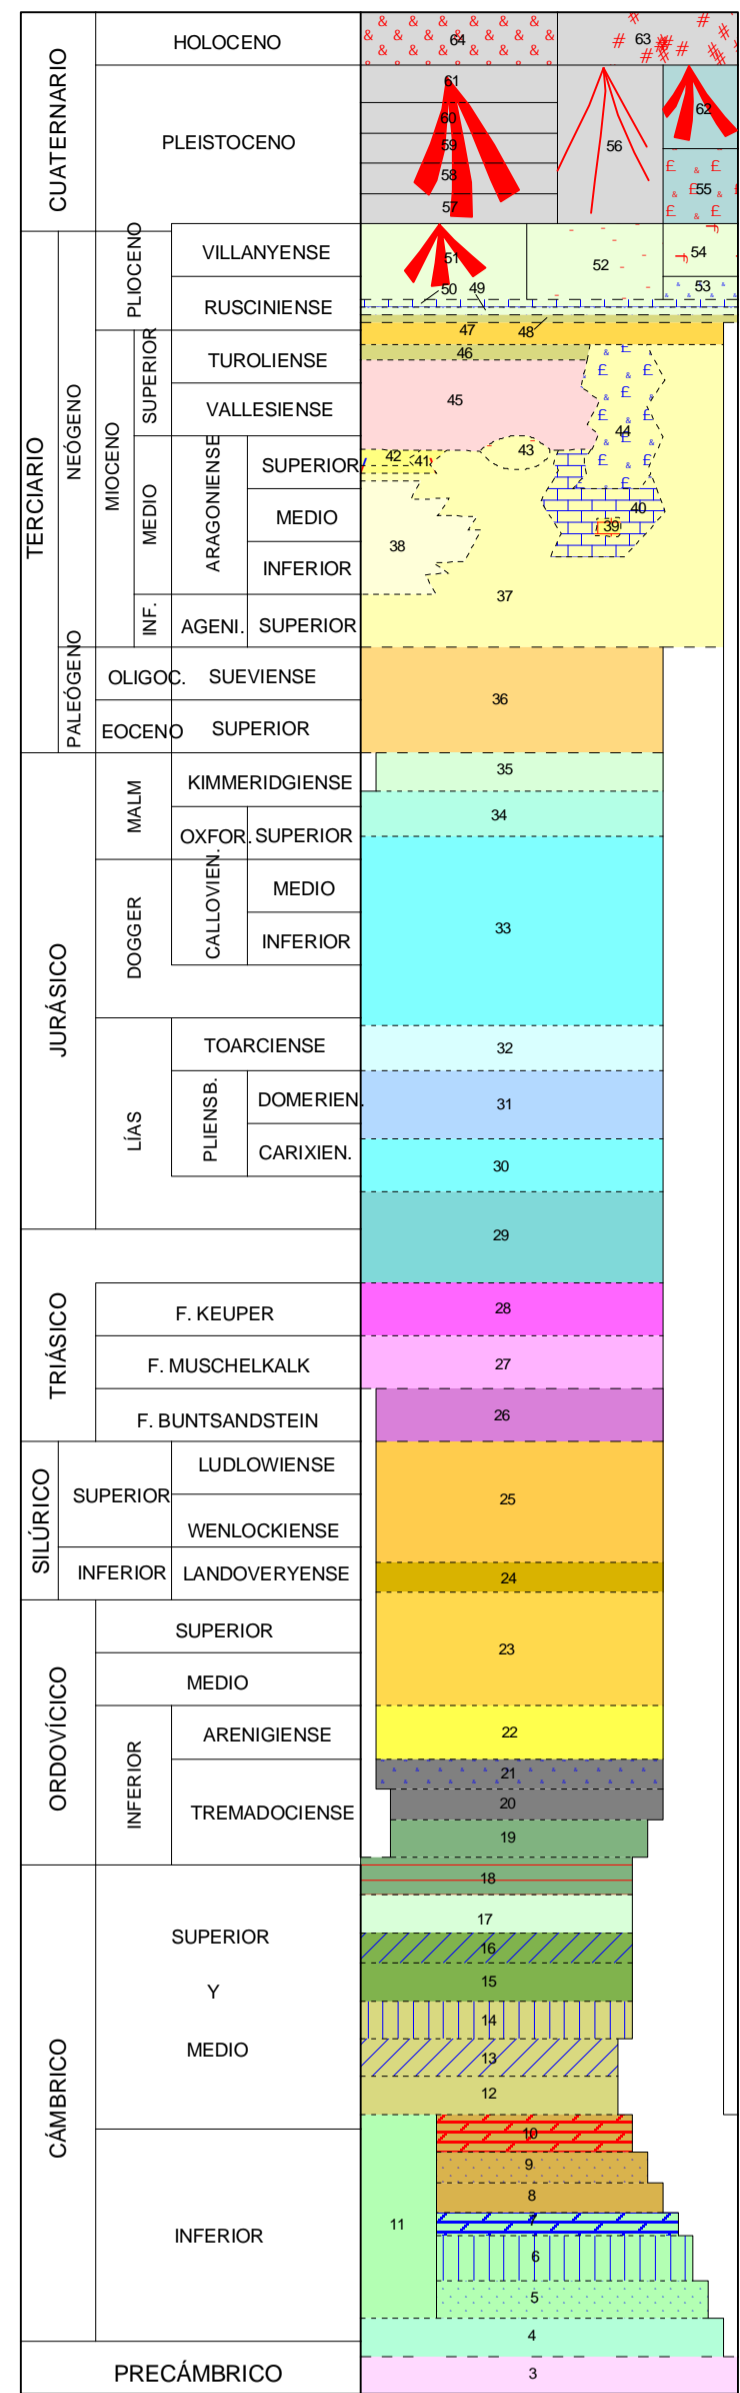 CUATERNARIO
HOLOCENO
64
63
PLEISTOCENO
61
60
59
58
57
56
62
55
TERCIARIO
NEÓGENO
PLIOCENO
VILLANYENSE
51
52
54
RUSCINIENSE
50
49
53
48
47
MIOCENO
SUPERIOR
TUROLIENSE
46
VALLESIENSE
45
44
MEDIO
ARAGONIENSE
SUPERIOR
42
41
43
MEDIO
40
39
INFERIOR
38
37
INF.
AGENI.
SUPERIOR
PALEÓGENO
OLIGOC.
SUEVIENSE
36
EOCENO
SUPERIOR
JURÁSICO
MALM
KIMMERIDGIENSE
35
34
OXFOR.
SUPERIOR
DOGGER
CALLOVIEN.
MEDIO
33
INFERIOR
LÍAS
TOARCIENSE
32
PLIENSB.
DOMERIEN.
31
CARIXIEN.
30
29
TRIÁSICO
F. KEUPER
28
F. MUSCHELKALK
27
F. BUNTSANDSTEIN
26
SILÚRICO
SUPERIOR
LUDLOWIENSE
25
WENLOCKIENSE
INFERIOR
LANDOVERYENSE
24
ORDOVÍCICO
SUPERIOR
23
MEDIO
INFERIOR
ARENIGIENSE
22
TREMADOCIENSE
21
20
19
CÁMBRICO
SUPERIOR
Y
MEDIO
18
17
16
15
14
13
12
INFERIOR
11
10
9
8
7
6
5
4
PRECÁMBRICO
3